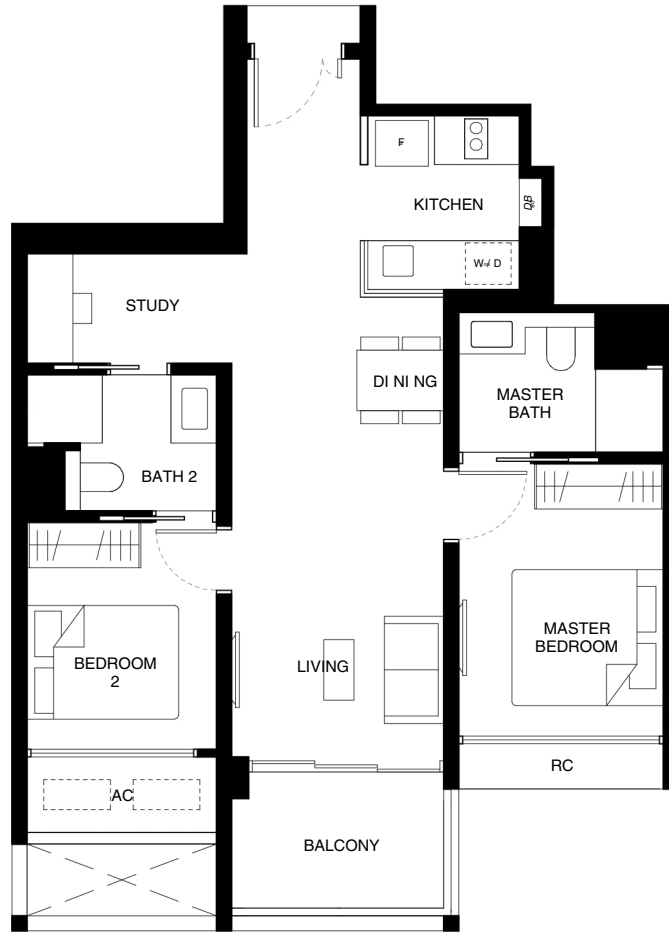 F
KITCHEN
DB
W/D
STUDY
DINING
MASTER
BATH
BATH 2
MASTER
BEDROOM
BEDROOM
2
LIVING
RC
AC
BALCONY